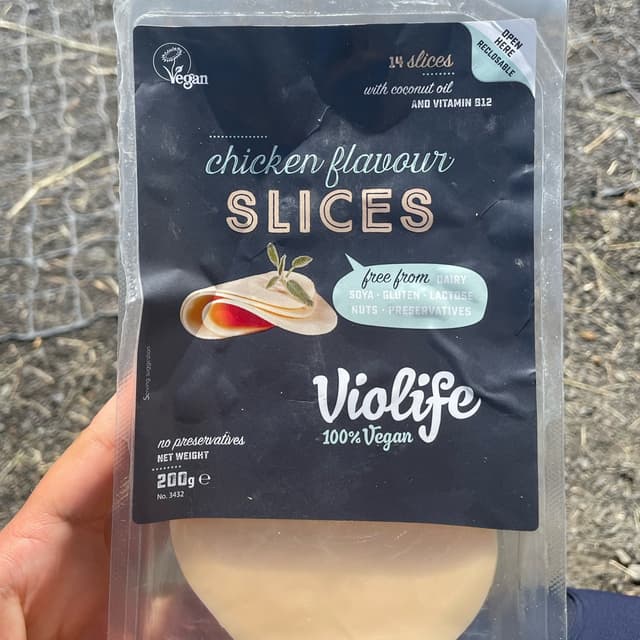 Vegan
14 slices
with coconut oil
AND VITAMIN B12
OPEN
HERE
RECLOSABLE
chicken flavour
SLICES
free from DAIRY
SOYA · GLUTEN · LACTOSE
NUTS · PRESERVATIVES
Serving suggestion
Violife
100% Vegan
no preservatives
NET WEIGHT
200g e
No. 3432